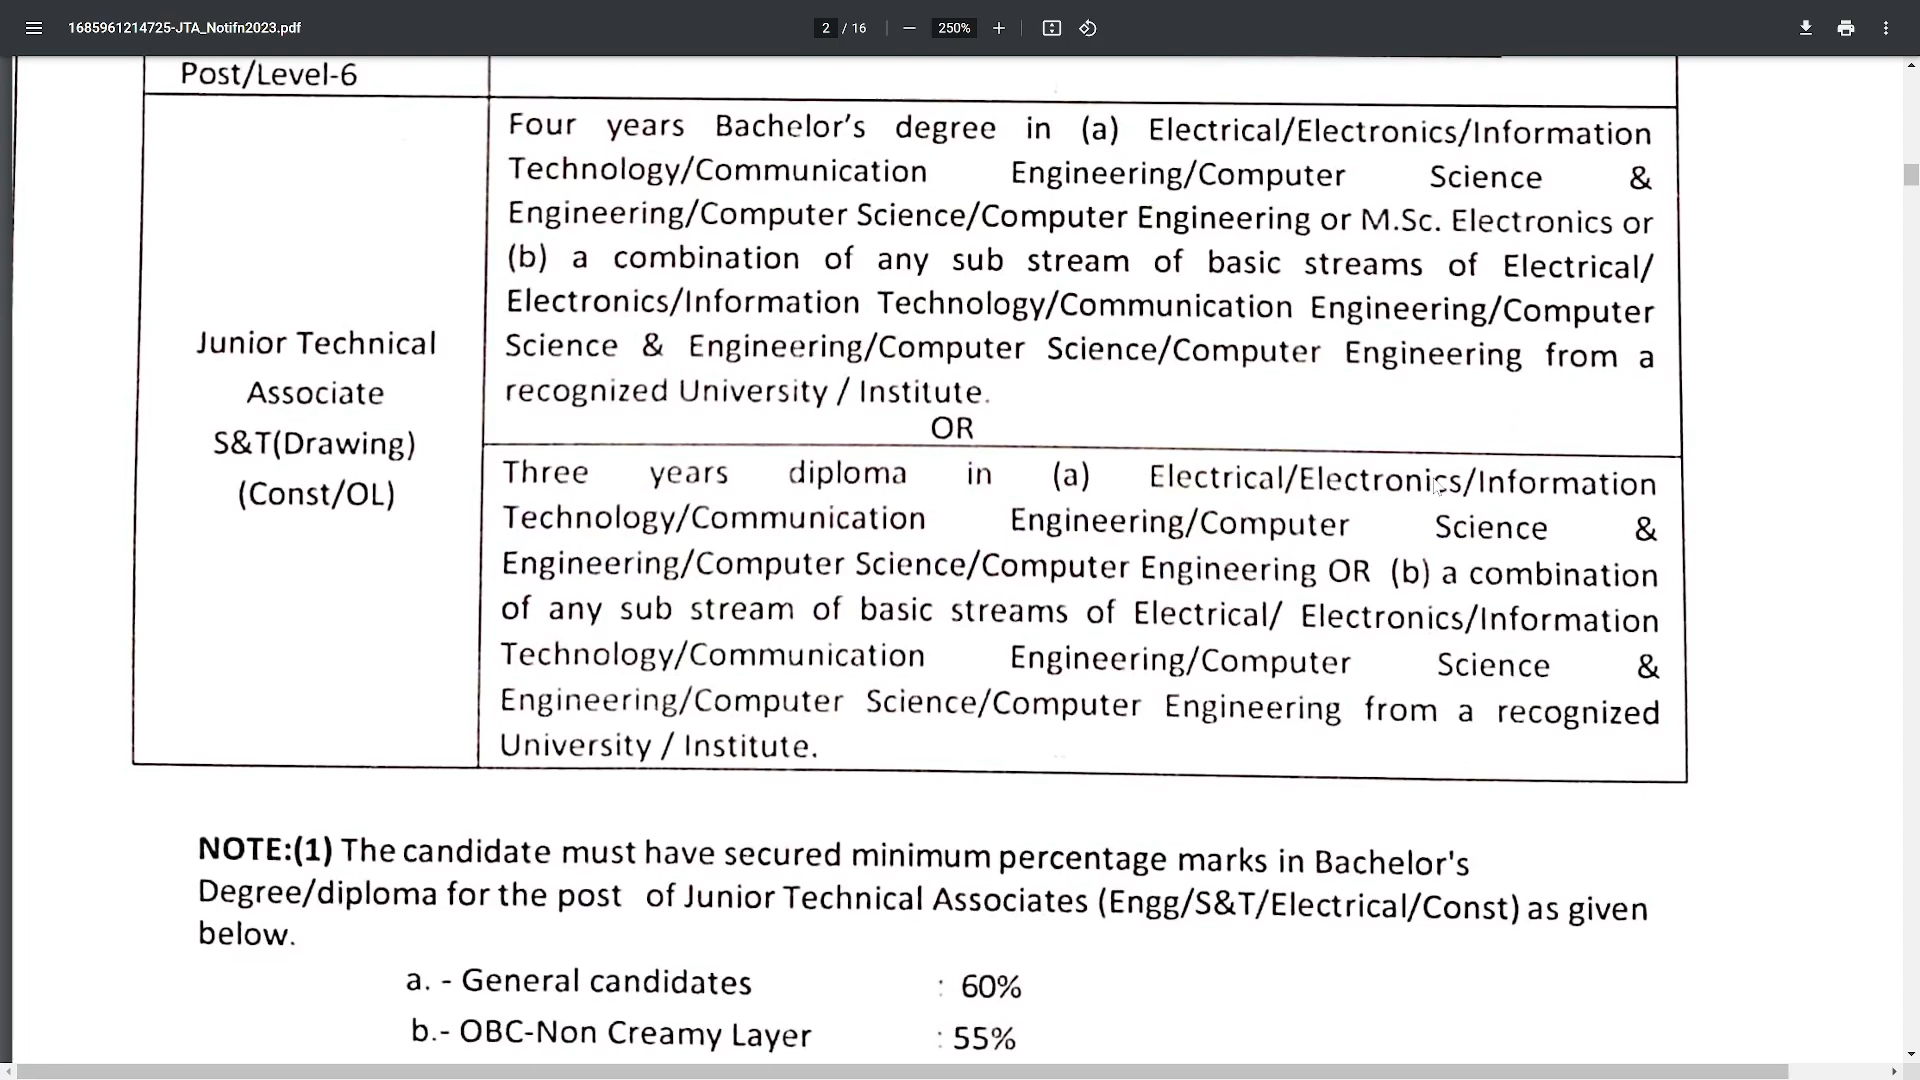 1685961214725-JTA_Notifn2023.pdf
2 / 16
250%
Post/Level-6
Junior Technical
Associate
S&T(Drawing)
(Const/OL)
Four years Bachelor's degree in (a) Electrical/Electronics/Information
Technology/Communication Engineering/Computer Science &
Engineering/Computer Science/Computer Engineering or M.Sc. Electronics or
(b) a combination of any sub stream of basic streams of Electrical/
Electronics/Information Technology/Communication Engineering/Computer
Science & Engineering/Computer Science/Computer Engineering from a
recognized University / Institute.
OR
Three years diploma in (a) Electrical/Electronics/Information
Technology/Communication Engineering/Computer Science &
Engineering/Computer Science/Computer Engineering OR (b) a combination
of any sub stream of basic streams of Electrical/ Electronics/Information
Technology/Communication Engineering/Computer Science &
Engineering/Computer Science/Computer Engineering from a recognized
University / Institute.
NOTE:(1) The candidate must have secured minimum percentage marks in Bachelor's
Degree/diploma for the post of Junior Technical Associates (Engg/S&T/Electrical/Const) as given
below.
a. - General candidates : 60%
b.- OBC-Non Creamy Layer : 55%